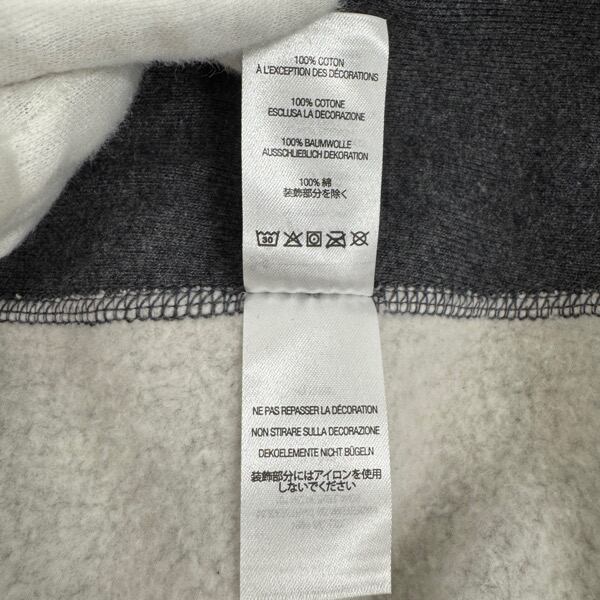 100% COTON
À L'EXCEPTION DES DÉCORATIONS
100% COTONE
ESCLUSA LA DECORAZIONE
100% BAUMWOLLE
AUSSCHLIEBLICH DEKORATION
100% 綿
装飾部分を除く
30
NE PAS REPASSER LA DÉCORATION
NON STIRARE SULLA DECORAZIONE
DEKOELEMENTE NICHT BÜGELN
装飾部分にはアイロンを使用
しないでください